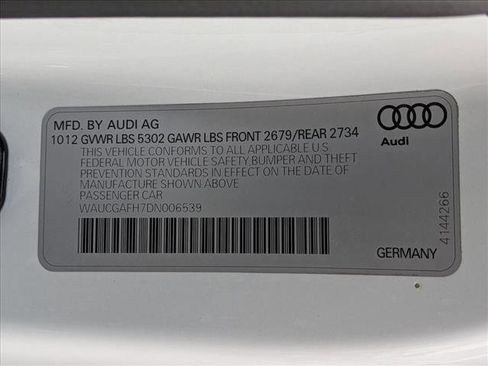 MFD. BY AUDI AG
1012 GVWR LBS 5302 GAWR LBS FRONT 2679/REAR 2734
THIS VEHICLE CONFORMS TO ALL APPLICABLE U.S.
FEDERAL MOTOR VEHICLE SAFETY BUMPER AND THEFT
PREVENTION STANDARDS IN EFFECT ON THE DATE OF
MANUFACTURE SHOWN ABOVE
PASSENGER CAR
WAUCGAFH7DN006539
Audi
4144266
GERMANY